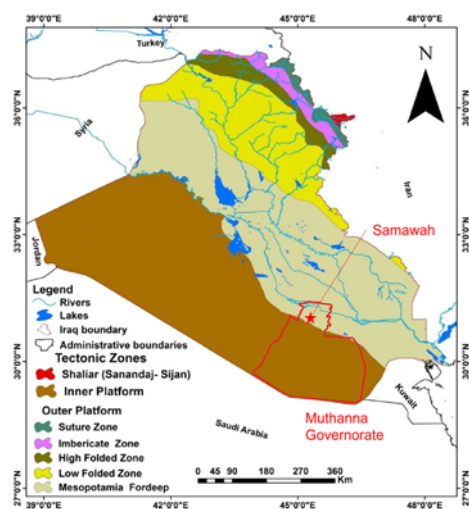 39°0'0"E 42°0'0"E 45°0'0"E 48°0'0"E
Turkey
N
36°0'0"N
36°0'0"N
Syria
Iran
Samawah
33°0'0"N
33°0'0"N
Jordan
Legend
Rivers
Lakes
Iraq boundary
Administrative boundaries
Tectonic Zones
Shaliar (Sanandaj- Sijan)
Inner Platform
Outer Platform
Suture Zone
Imbericate Zone
High Folded Zone
Low Folded Zone
Mesopotamia Fordeep
30°0'0"N
30°0'0"N
Kuwait
Muthanna
Governorate
Saudi Arabia
0 45 90 180 270 360
Km
27°0'0"N
27°0'0"N
39°0'0"E 42°0'0"E 45°0'0"E 48°0'0"E